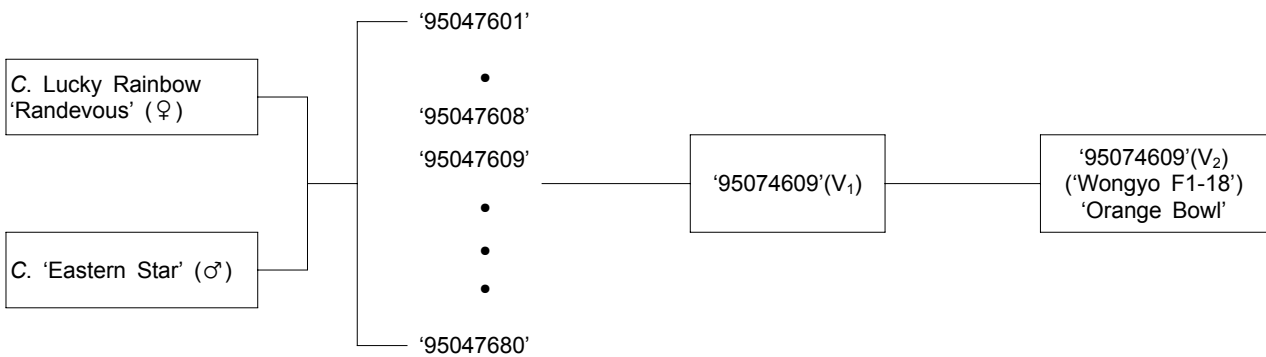 C. Lucky Rainbow
‘Randevous’ (♀)
C. ‘Eastern Star’ (♂)
‘95047601’
•
‘95047608’
‘95047609’
•
•
•
‘95047680’
‘95074609’(V₁)
‘95074609’(V₂)
(‘Wongyo F1-18’)
‘Orange Bowl’